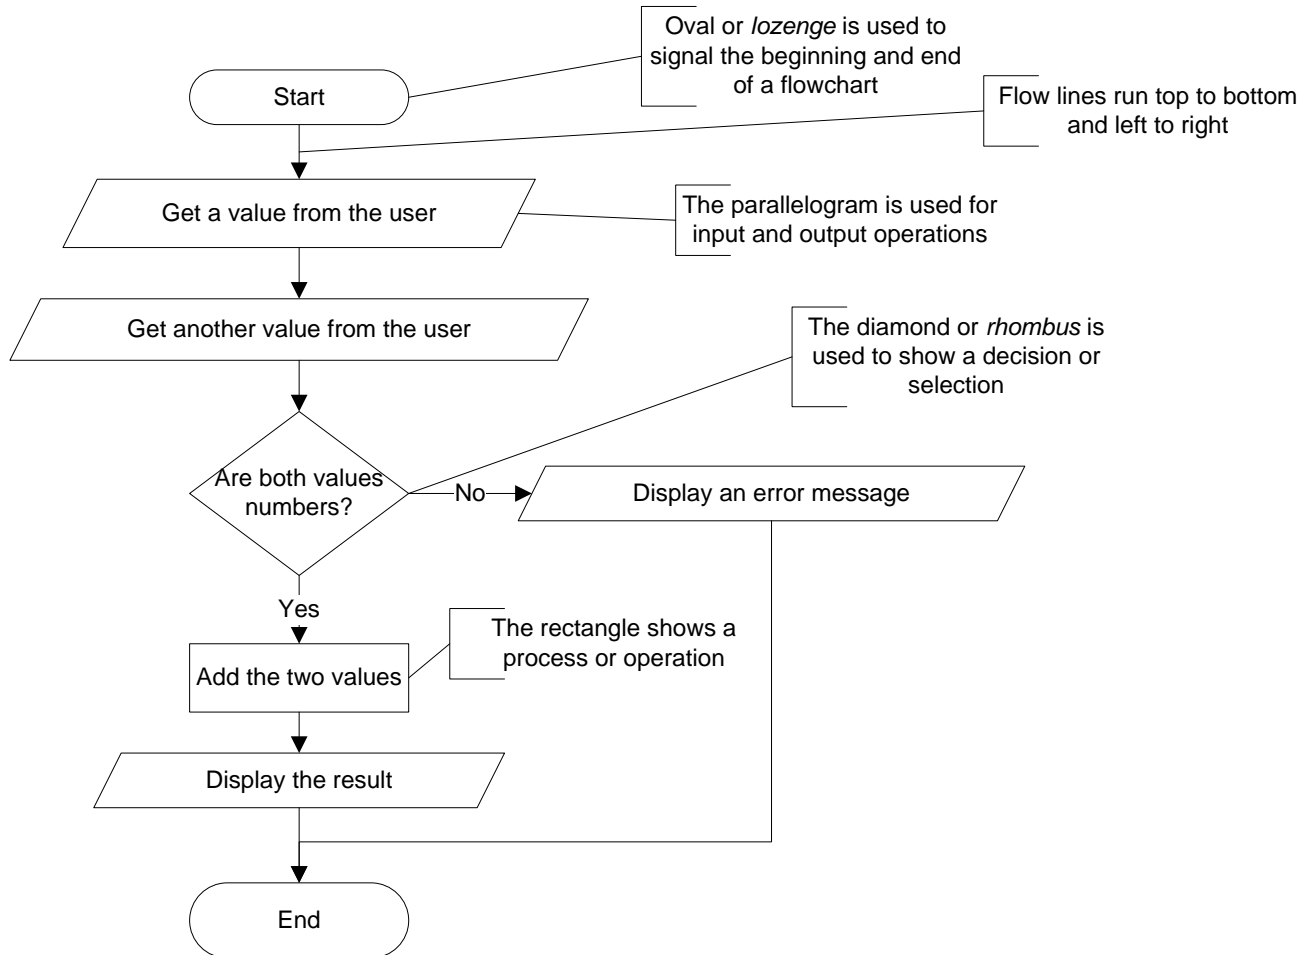 Oval or lozenge is used to
signal the beginning and end
of a flowchart
Start
Flow lines run top to bottom
and left to right
Get a value from the user
The parallelogram is used for
input and output operations
Get another value from the user
The diamond or rhombus is
used to show a decision or
selection
Are both values
numbers?
No
Display an error message
Yes
The rectangle shows a
process or operation
Add the two values
Display the result
End